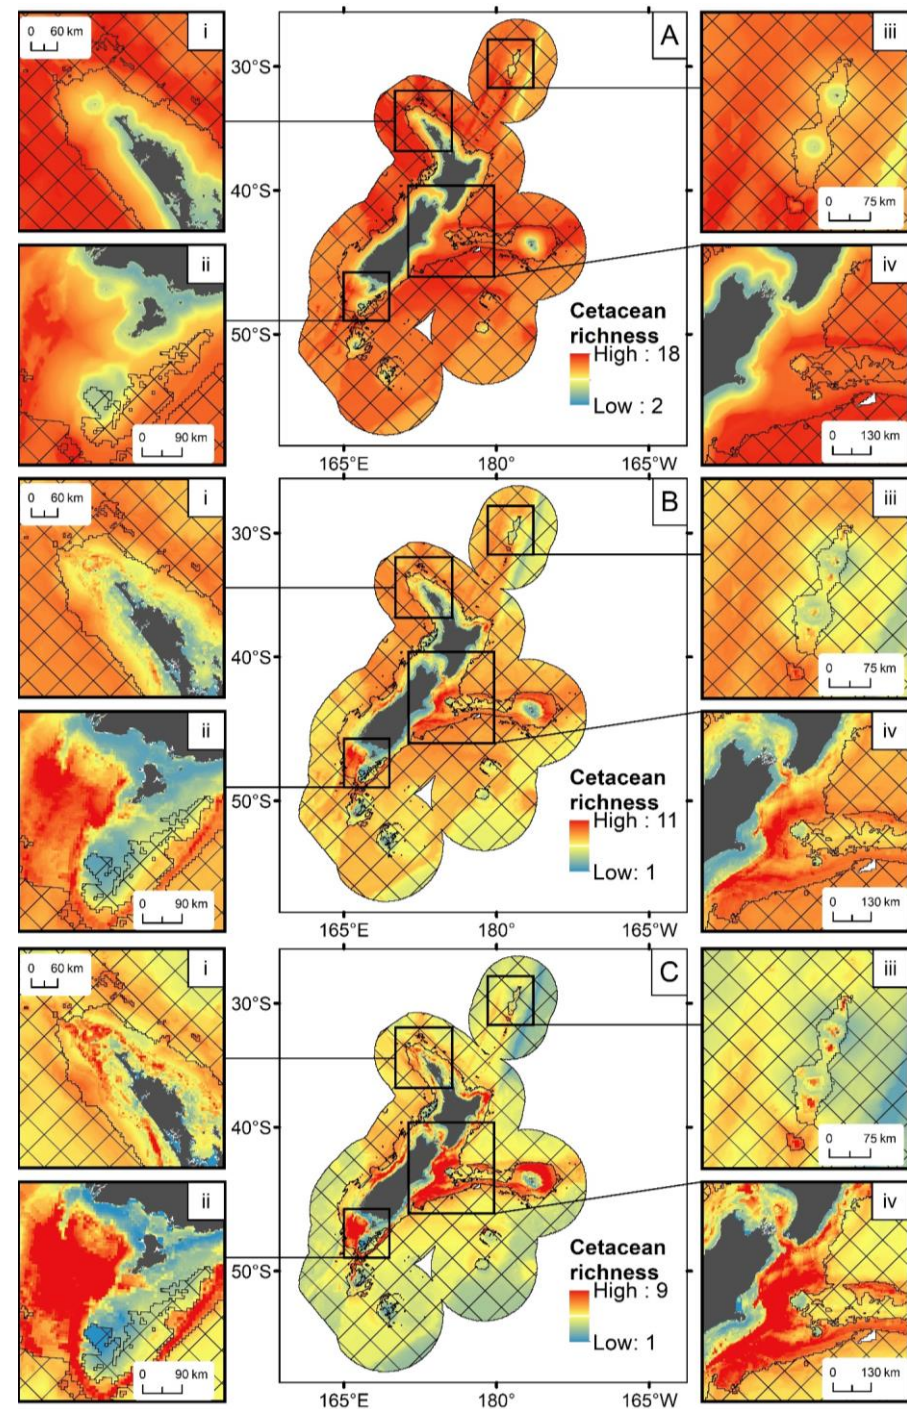 i
0 60 km
ii
0 90 km
30°S
40°S
50°S
A
Cetacean
richness
High : 18
Low : 2
165°E 180° 165°W
iii
0 75 km
iv
0 130 km
i
0 60 km
ii
0 90 km
30°S
40°S
50°S
B
Cetacean
richness
High : 11
Low: 1
165°E 180° 165°W
iii
0 75 km
iv
0 130 km
i
0 60 km
ii
0 90 km
30°S
40°S
50°S
C
Cetacean
richness
High : 9
Low: 1
165°E 180° 165°W
iii
0 75 km
iv
0 130 km